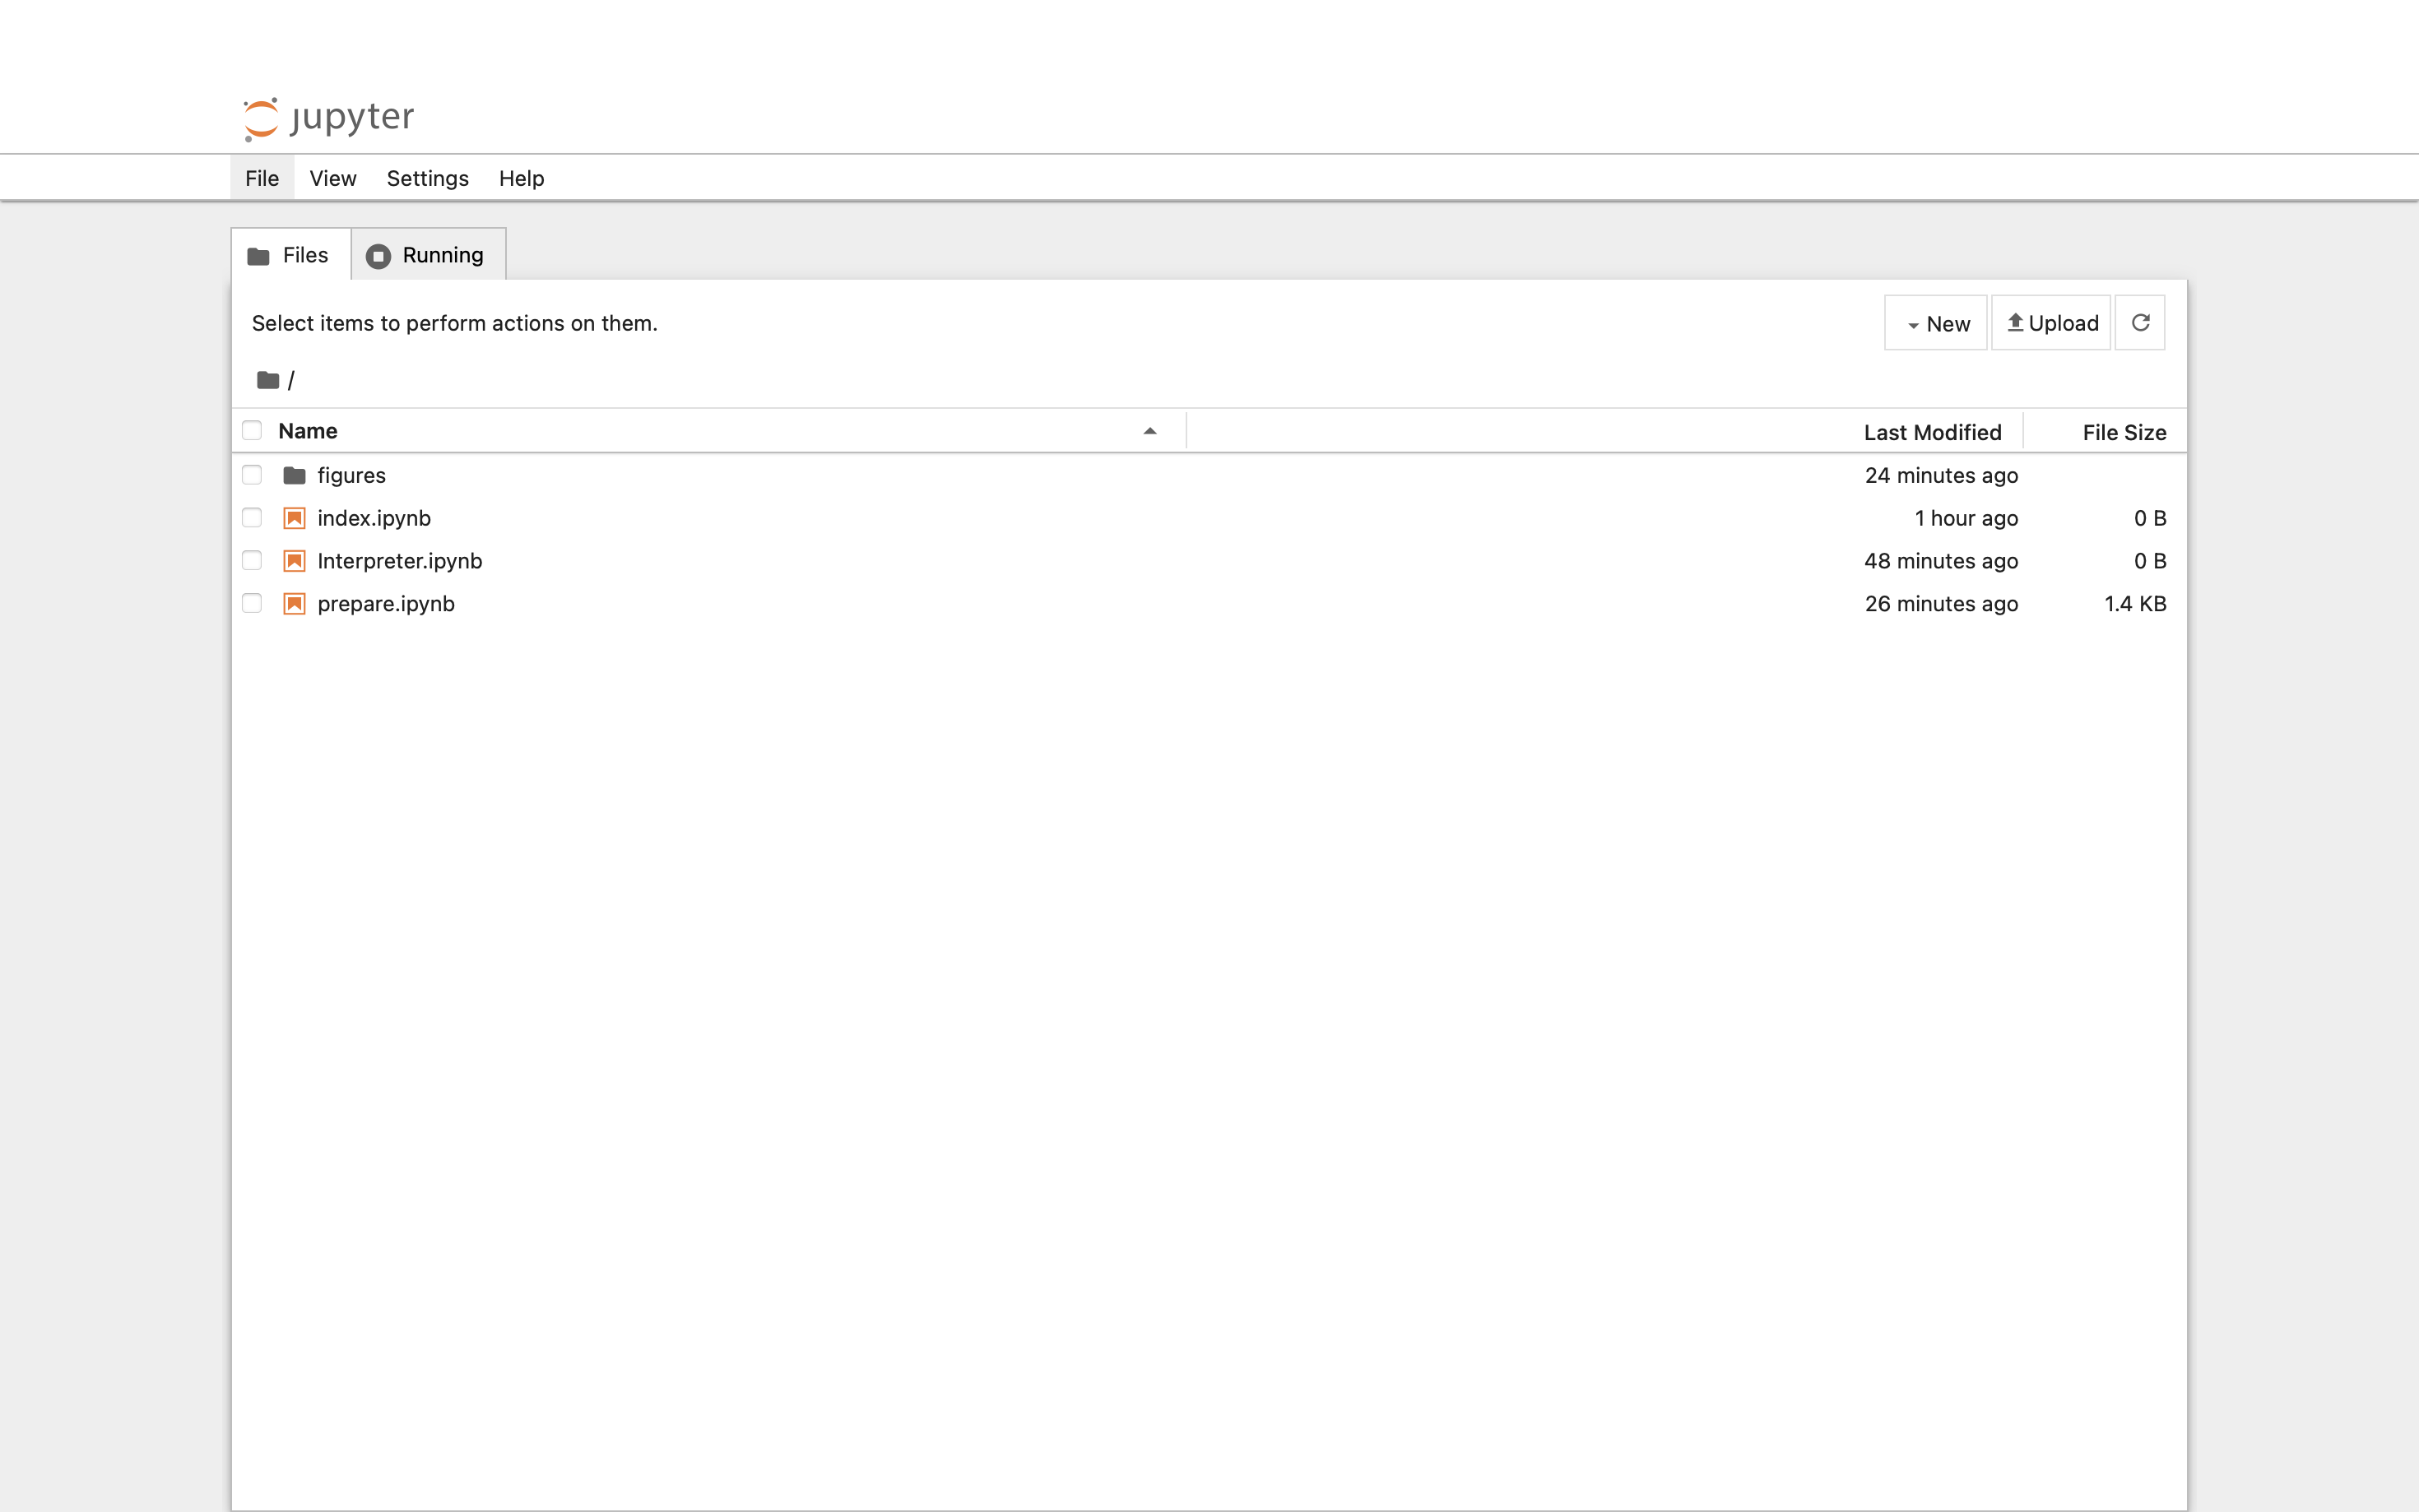 jupyter
File View Settings Help
Files Running
Select items to perform actions on them.
New Upload
/
Name Last Modified File Size
figures 24 minutes ago
index.ipynb 1 hour ago 0 B
Interpreter.ipynb 48 minutes ago 0 B
prepare.ipynb 26 minutes ago 1.4 KB